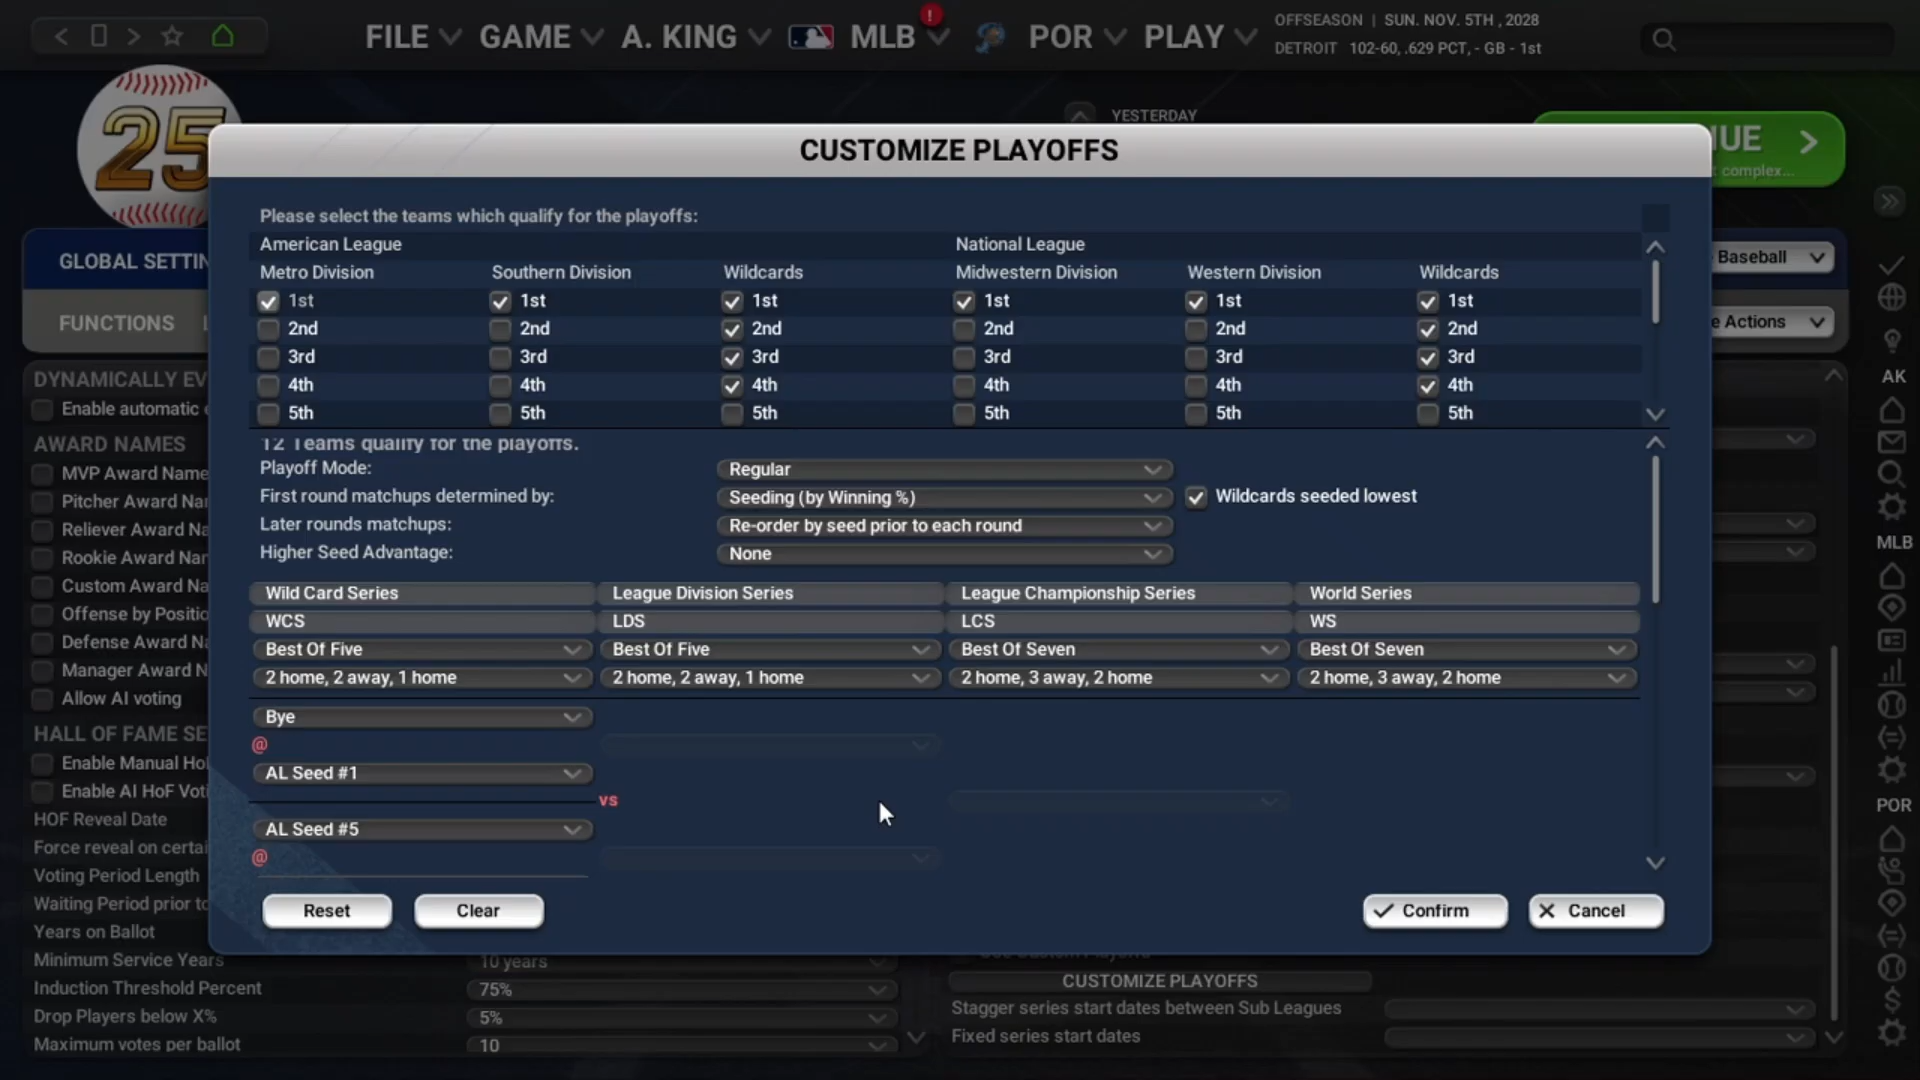 FILE GAME A. KING MLB POR PLAY
OFFSEASON | SUN. NOV. 5TH , 2028
DETROIT 102-60, .629 PCT, - GB - 1st
25
YESTERDAY
CUSTOMIZE PLAYOFFS
Please select the teams which qualify for the playoffs:
American League National League
Metro Division Southern Division Wildcards Midwestern Division Western Division Wildcards
1st 1st 1st 1st 1st 1st
2nd 2nd 2nd 2nd 2nd 2nd
3rd 3rd 3rd 3rd 3rd 3rd
4th 4th 4th 4th 4th 4th
5th 5th 5th 5th 5th 5th
12 Teams qualify for the playoffs.
Playoff Mode: Regular
First round matchups determined by: Seeding (by Winning %) Wildcards seeded lowest
Later rounds matchups: Re-order by seed prior to each round
Higher Seed Advantage: None
Wild Card Series League Division Series League Championship Series World Series
WCS LDS LCS WS
Best Of Five Best Of Five Best Of Seven Best Of Seven
2 home, 2 away, 1 home 2 home, 2 away, 1 home 2 home, 3 away, 2 home 2 home, 3 away, 2 home
Bye
@
AL Seed #1
vs
AL Seed #5
@
Reset Clear Confirm Cancel
UE
complex...
GLOBAL SETTIN
Baseball
FUNCTIONS
e Actions
DYNAMICALLY EV
Enable automatic
AWARD NAMES
MVP Award Name
Pitcher Award Na
Reliever Award N
Rookie Award Nar
Custom Award Na
Offense by Positio
Defense Award Na
Manager Award N
Allow AI voting
HALL OF FAME SE
Enable Manual Ho
Enable AI HoF Voti
HOF Reveal Date
Force reveal on certai
Voting Period Length
Waiting Period prior to
Years on Ballot
Minimum Service Years 10 years
Induction Threshold Percent 75%
Drop Players below X% 5%
Maximum votes per ballot 10
CUSTOMIZE PLAYOFFS
Stagger series start dates between Sub Leagues
Fixed series start dates
AK
MLB
POR